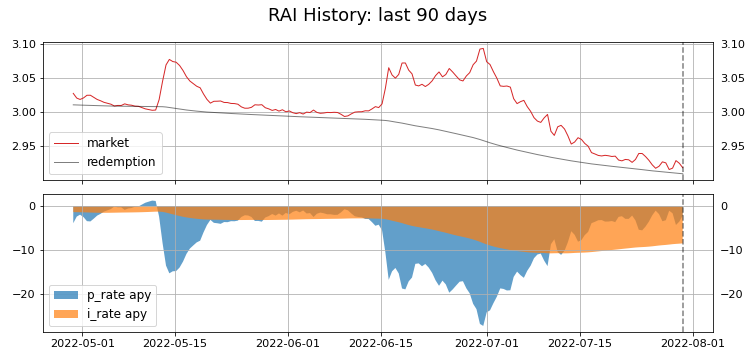 RAI History: last 90 days
3.10 3.10
3.05 3.05
3.00 3.00
2.95 2.95
market
redemption
0 0
−10 −10
−20 −20
p_rate apy
i_rate apy
2022-05-01 2022-05-15 2022-06-01 2022-06-15 2022-07-01 2022-07-15 2022-08-01